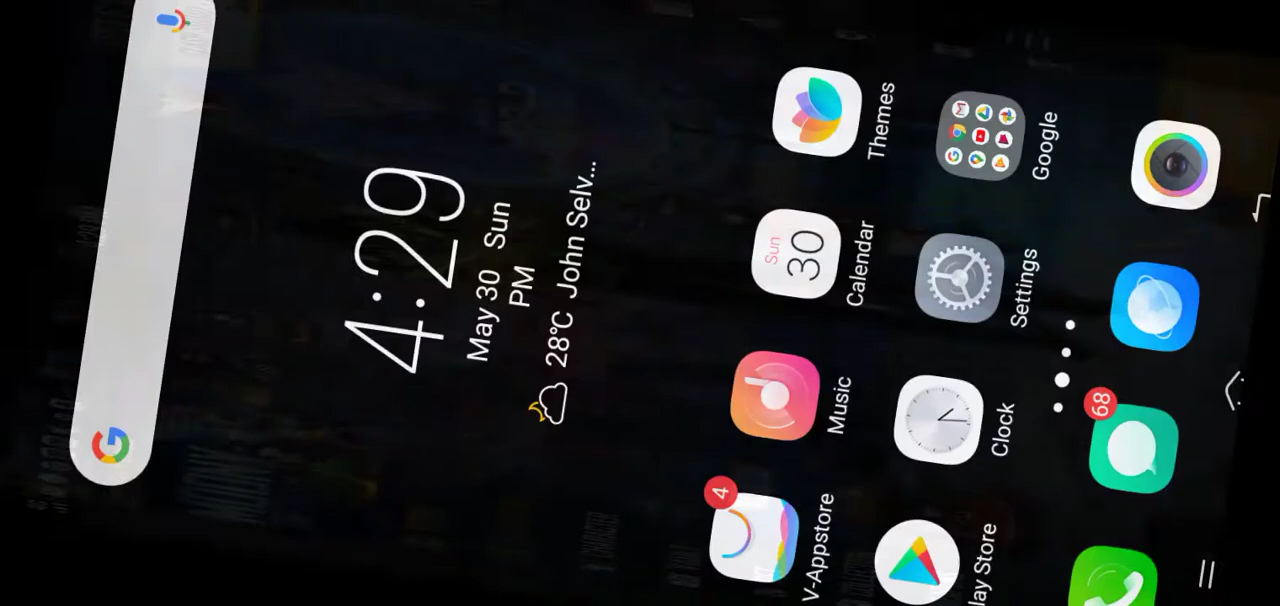 4:29
May 30 Sun
PM
28°C John Selv...
4
V-Appstore
Music
Sun
30
Calendar
Themes
lay Store
Clock
Settings
Google
68